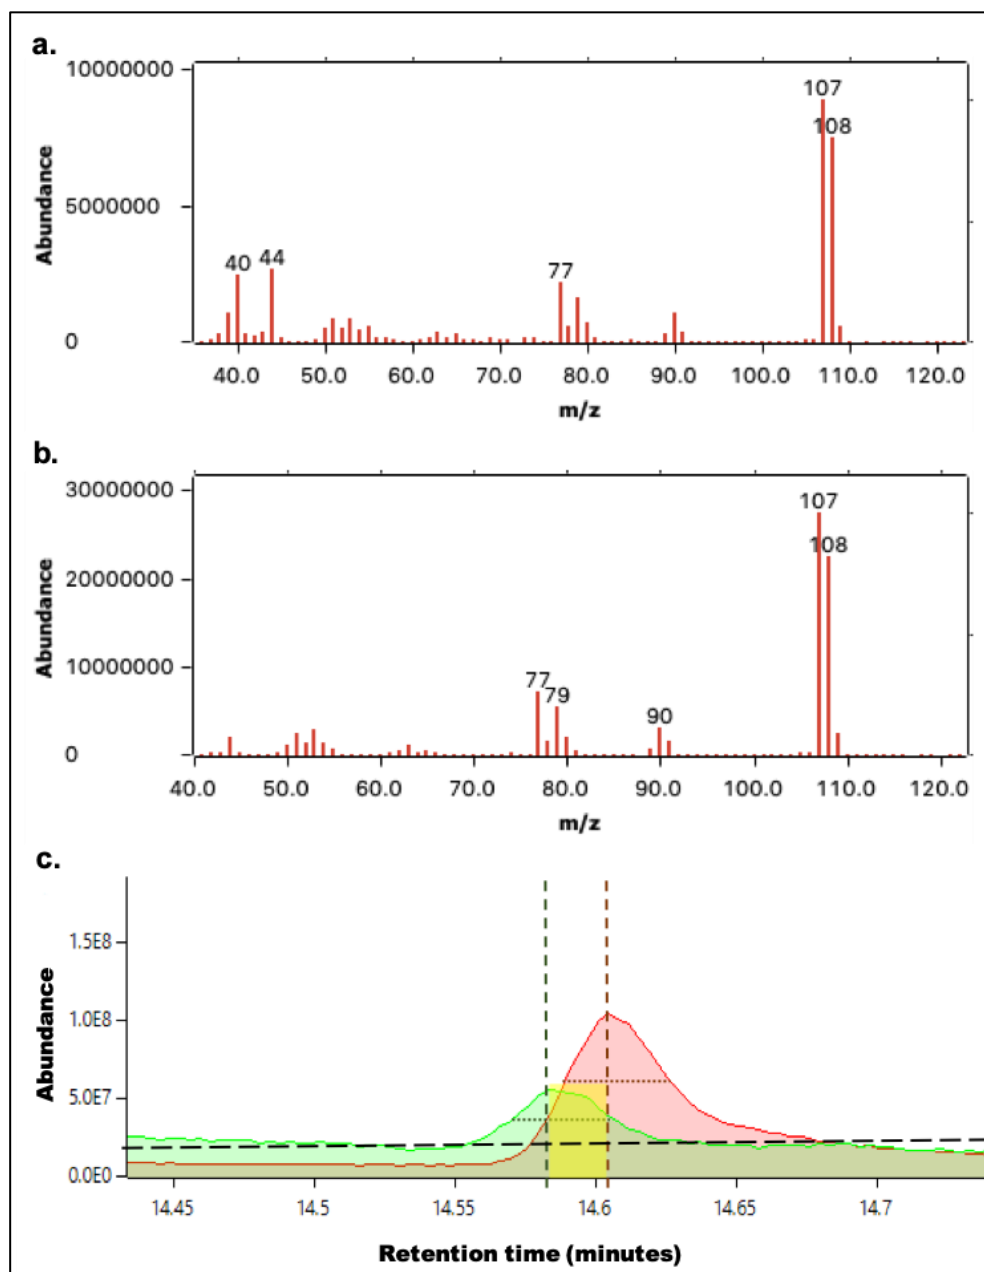 a.
10000000
5000000
0
Abundance
107
108
40 44
77
40.0 50.0 60.0 70.0 80.0 90.0 100.0 110.0 120.0
m/z
b.
30000000
20000000
10000000
0
Abundance
107
108
77
79
90
40.0 50.0 60.0 70.0 80.0 90.0 100.0 110.0 120.0
m/z
c.
1.5E8
1.0E8
5.0E7
0.0E0
Abundance
14.45 14.5 14.55 14.6 14.65 14.7
Retention time (minutes)